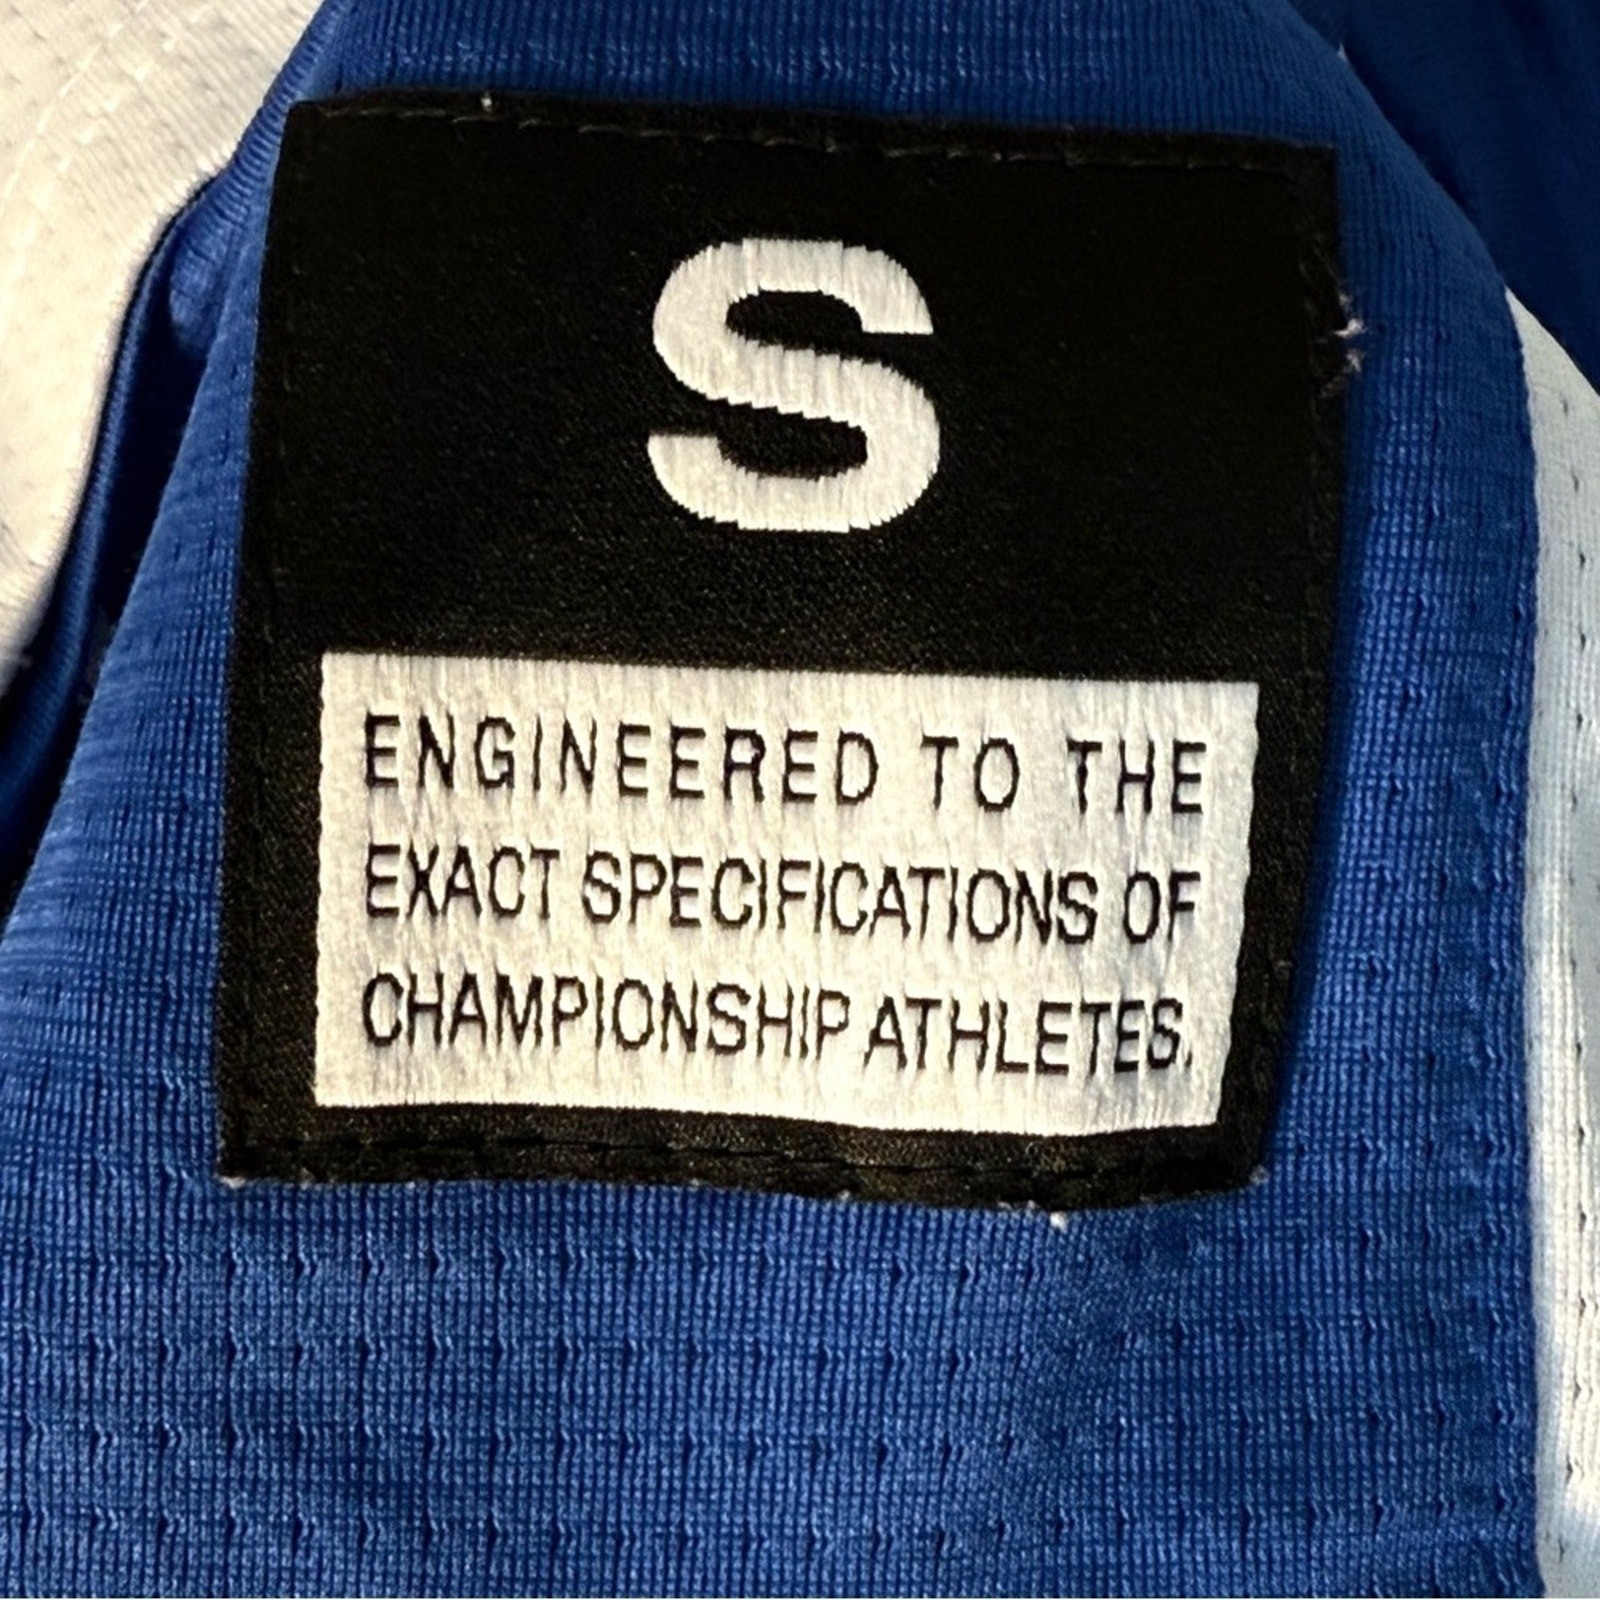 S
ENGINEERED TO THE
EXACT SPECIFICATIONS OF
CHAMPIONSHIP ATHLETES.